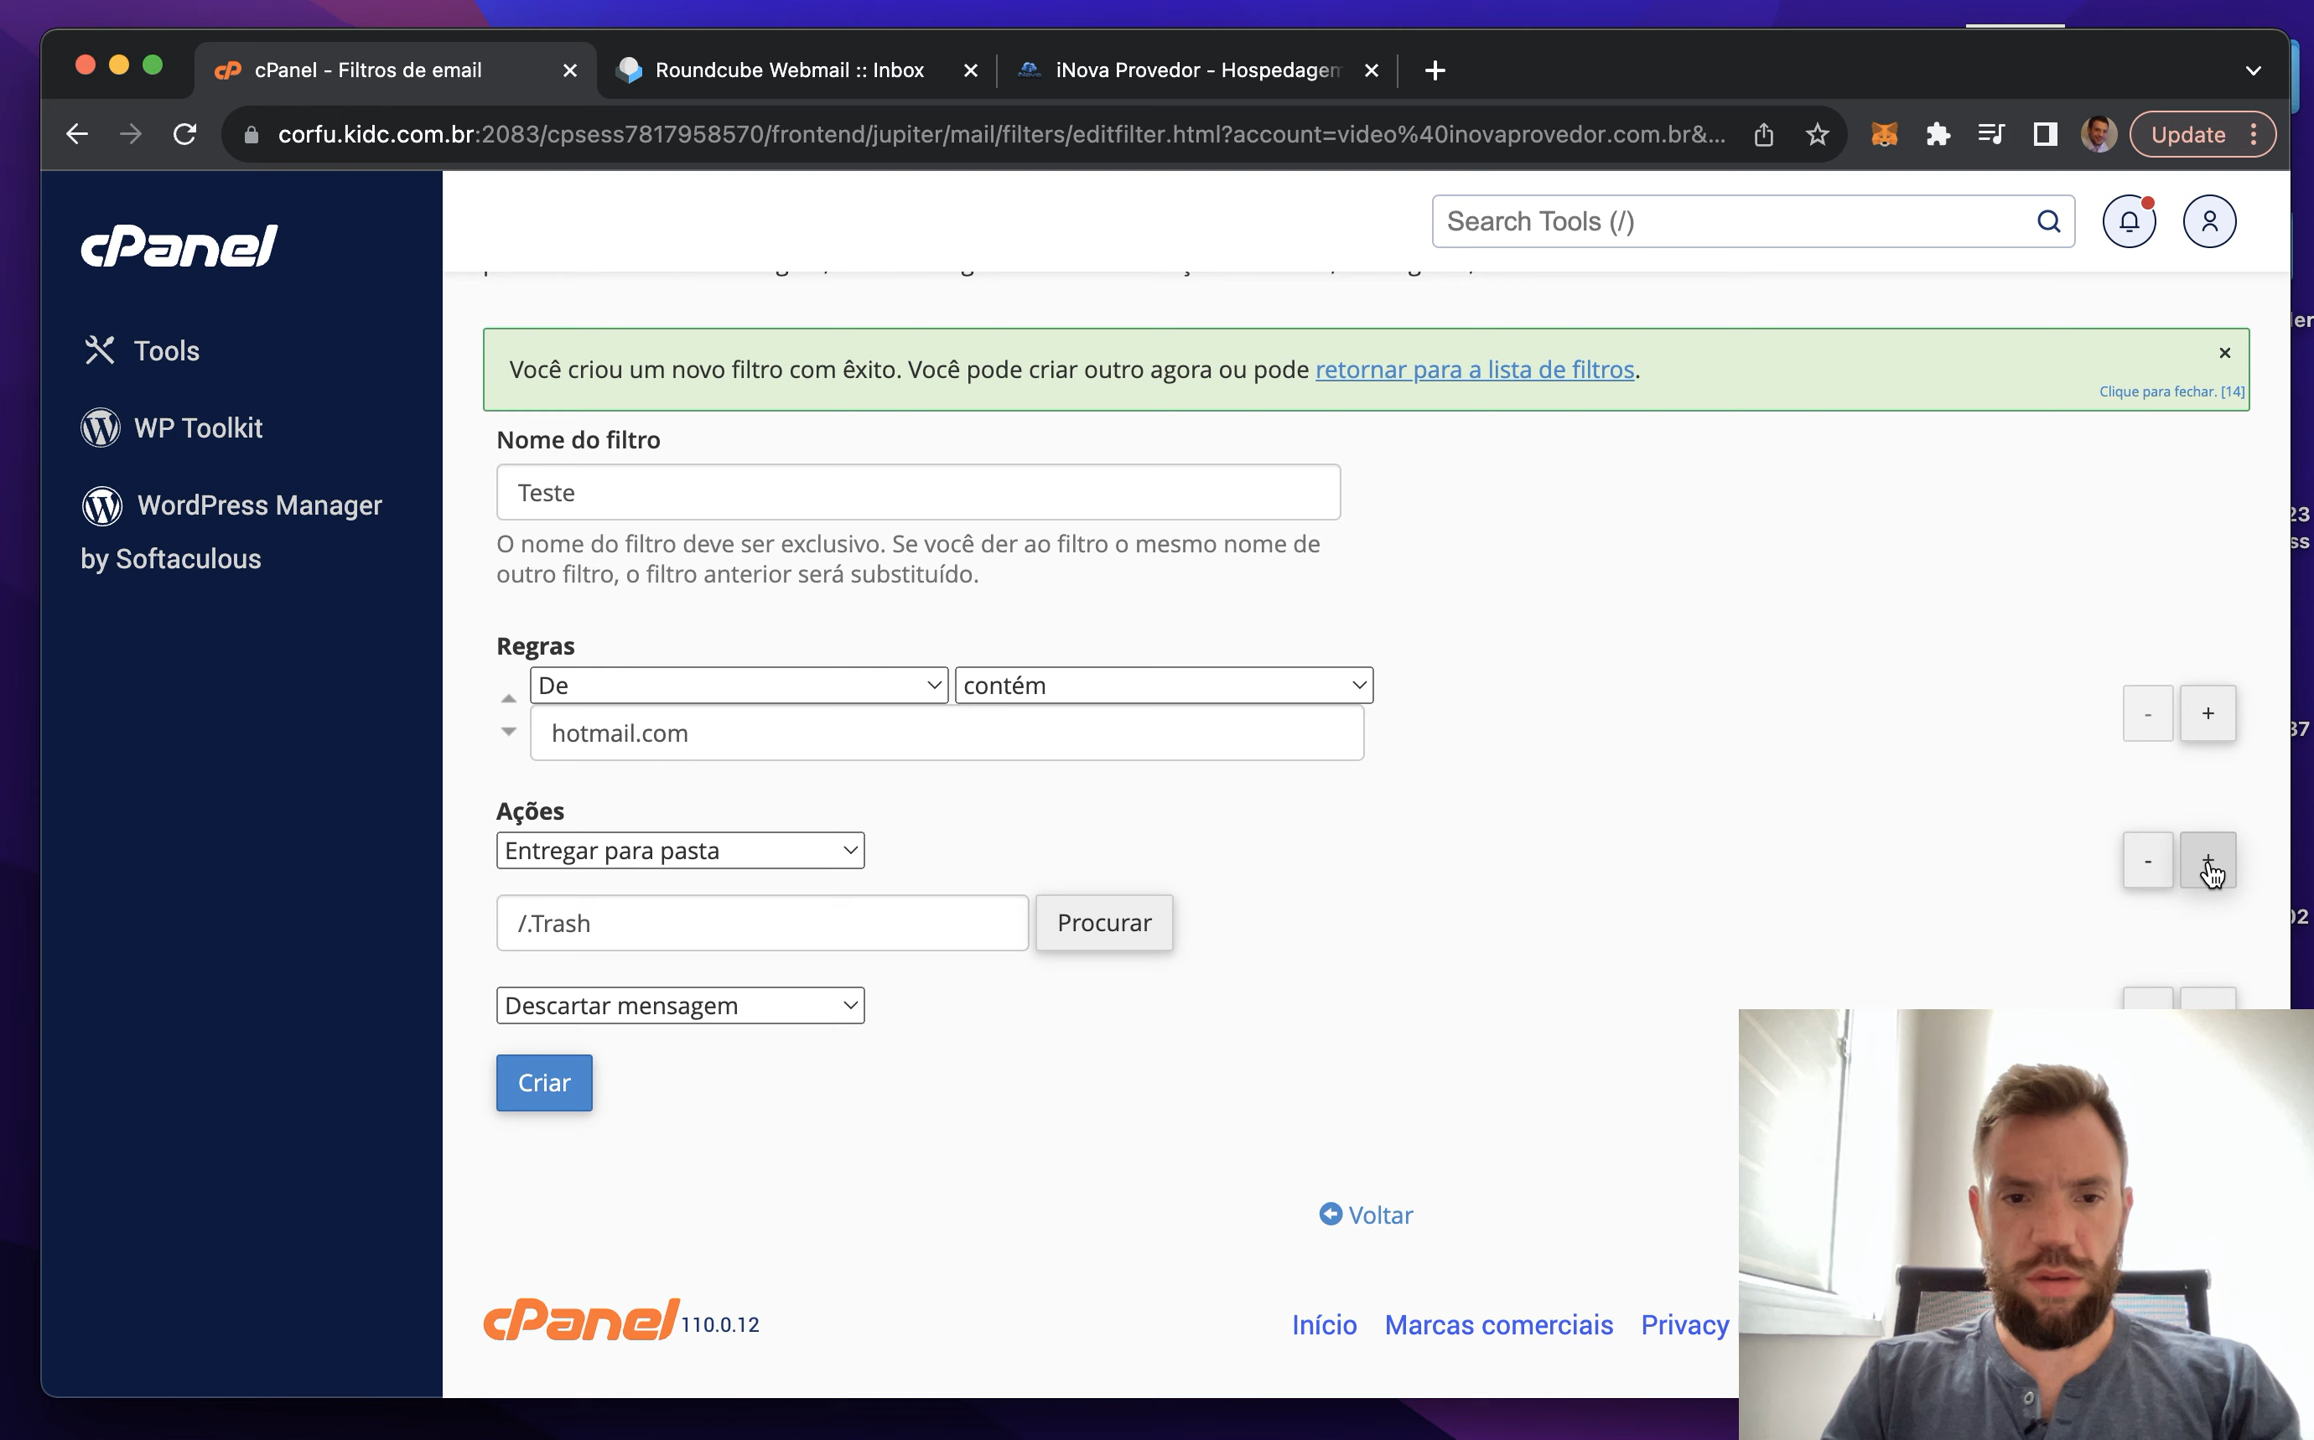 cPanel - Filtros de email
Roundcube Webmail :: Inbox
iNova Provedor - Hospedagem
corfu.kidc.com.br:2083/cpsess7817958570/frontend/jupiter/mail/filters/editfilter.html?account=video%40inovaprovedor.com.br&...
Update
cPanel
Search Tools (/)
Tools
WP Toolkit
WordPress Manager
by Softaculous
Você criou um novo filtro com êxito. Você pode criar outro agora ou pode retornar para a lista de filtros.
Clique para fechar. [14]
Nome do filtro
Teste
O nome do filtro deve ser exclusivo. Se você der ao filtro o mesmo nome de
outro filtro, o filtro anterior será substituído.
Regras
De
contém
hotmail.com
- +
Ações
Entregar para pasta
- +
/.Trash
Procurar
Descartar mensagem
Criar
Voltar
cPanel 110.0.12
Início
Marcas comerciais
Privacy